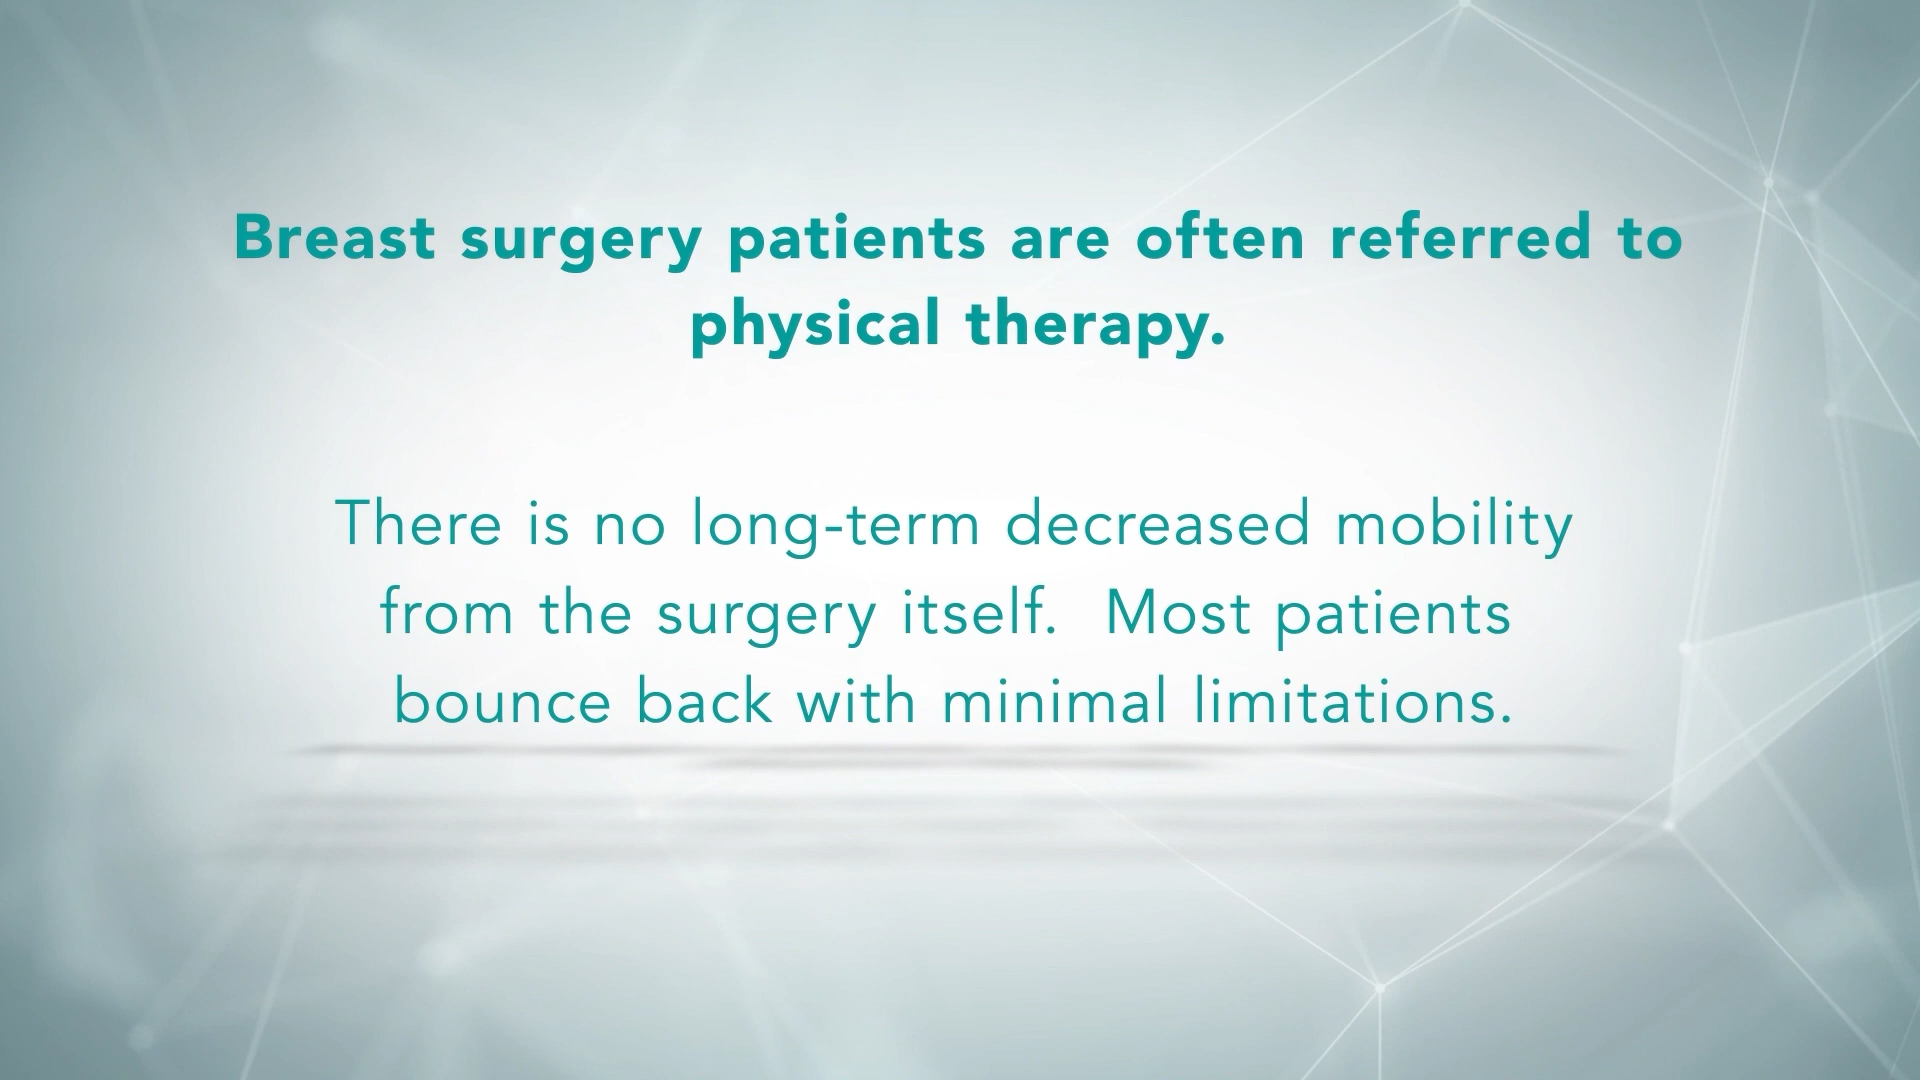 Breast surgery patients are often referred to
physical therapy.
There is no long-term decreased mobility
from the surgery itself.  Most patients
bounce back with minimal limitations.